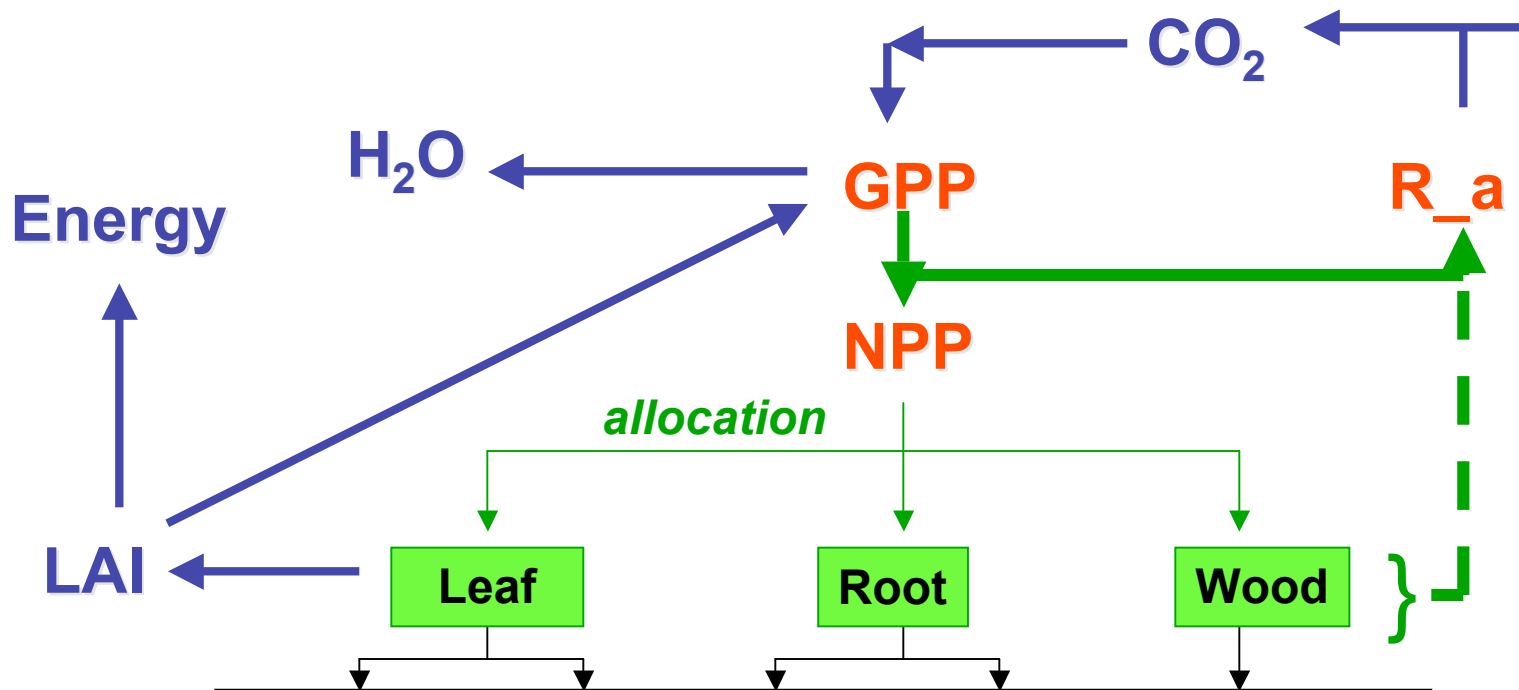 CO₂
H₂O
GPP
R_a
Energy
NPP
allocation
LAI
Leaf
Root
Wood
}